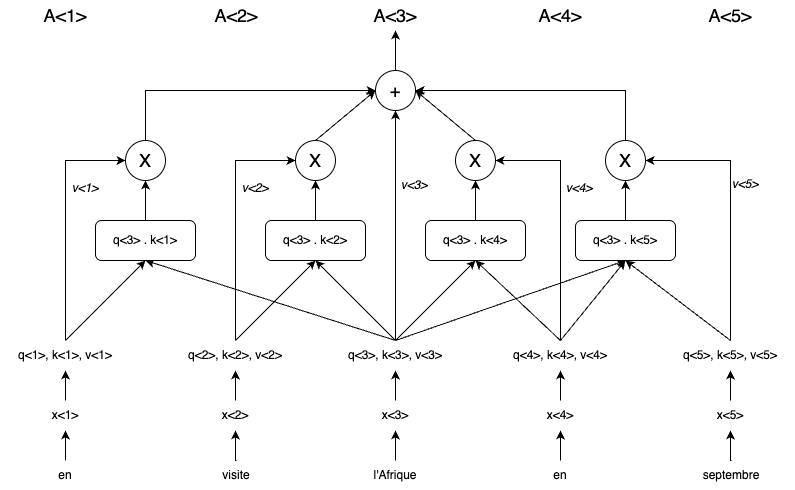 A<1> A<2> A<3> A<4> A<5>
+
X X X X
v<1> v<2> v<3> v<4> v<5>
q<3> . k<1> q<3> . k<2> q<3> . k<4> q<3> . k<5>
q<1>, k<1>, v<1> q<2>, k<2>, v<2> q<3>, k<3>, v<3> q<4>, k<4>, v<4> q<5>, k<5>, v<5>
x<1> x<2> x<3> x<4> x<5>
en visite l'Afrique en septembre